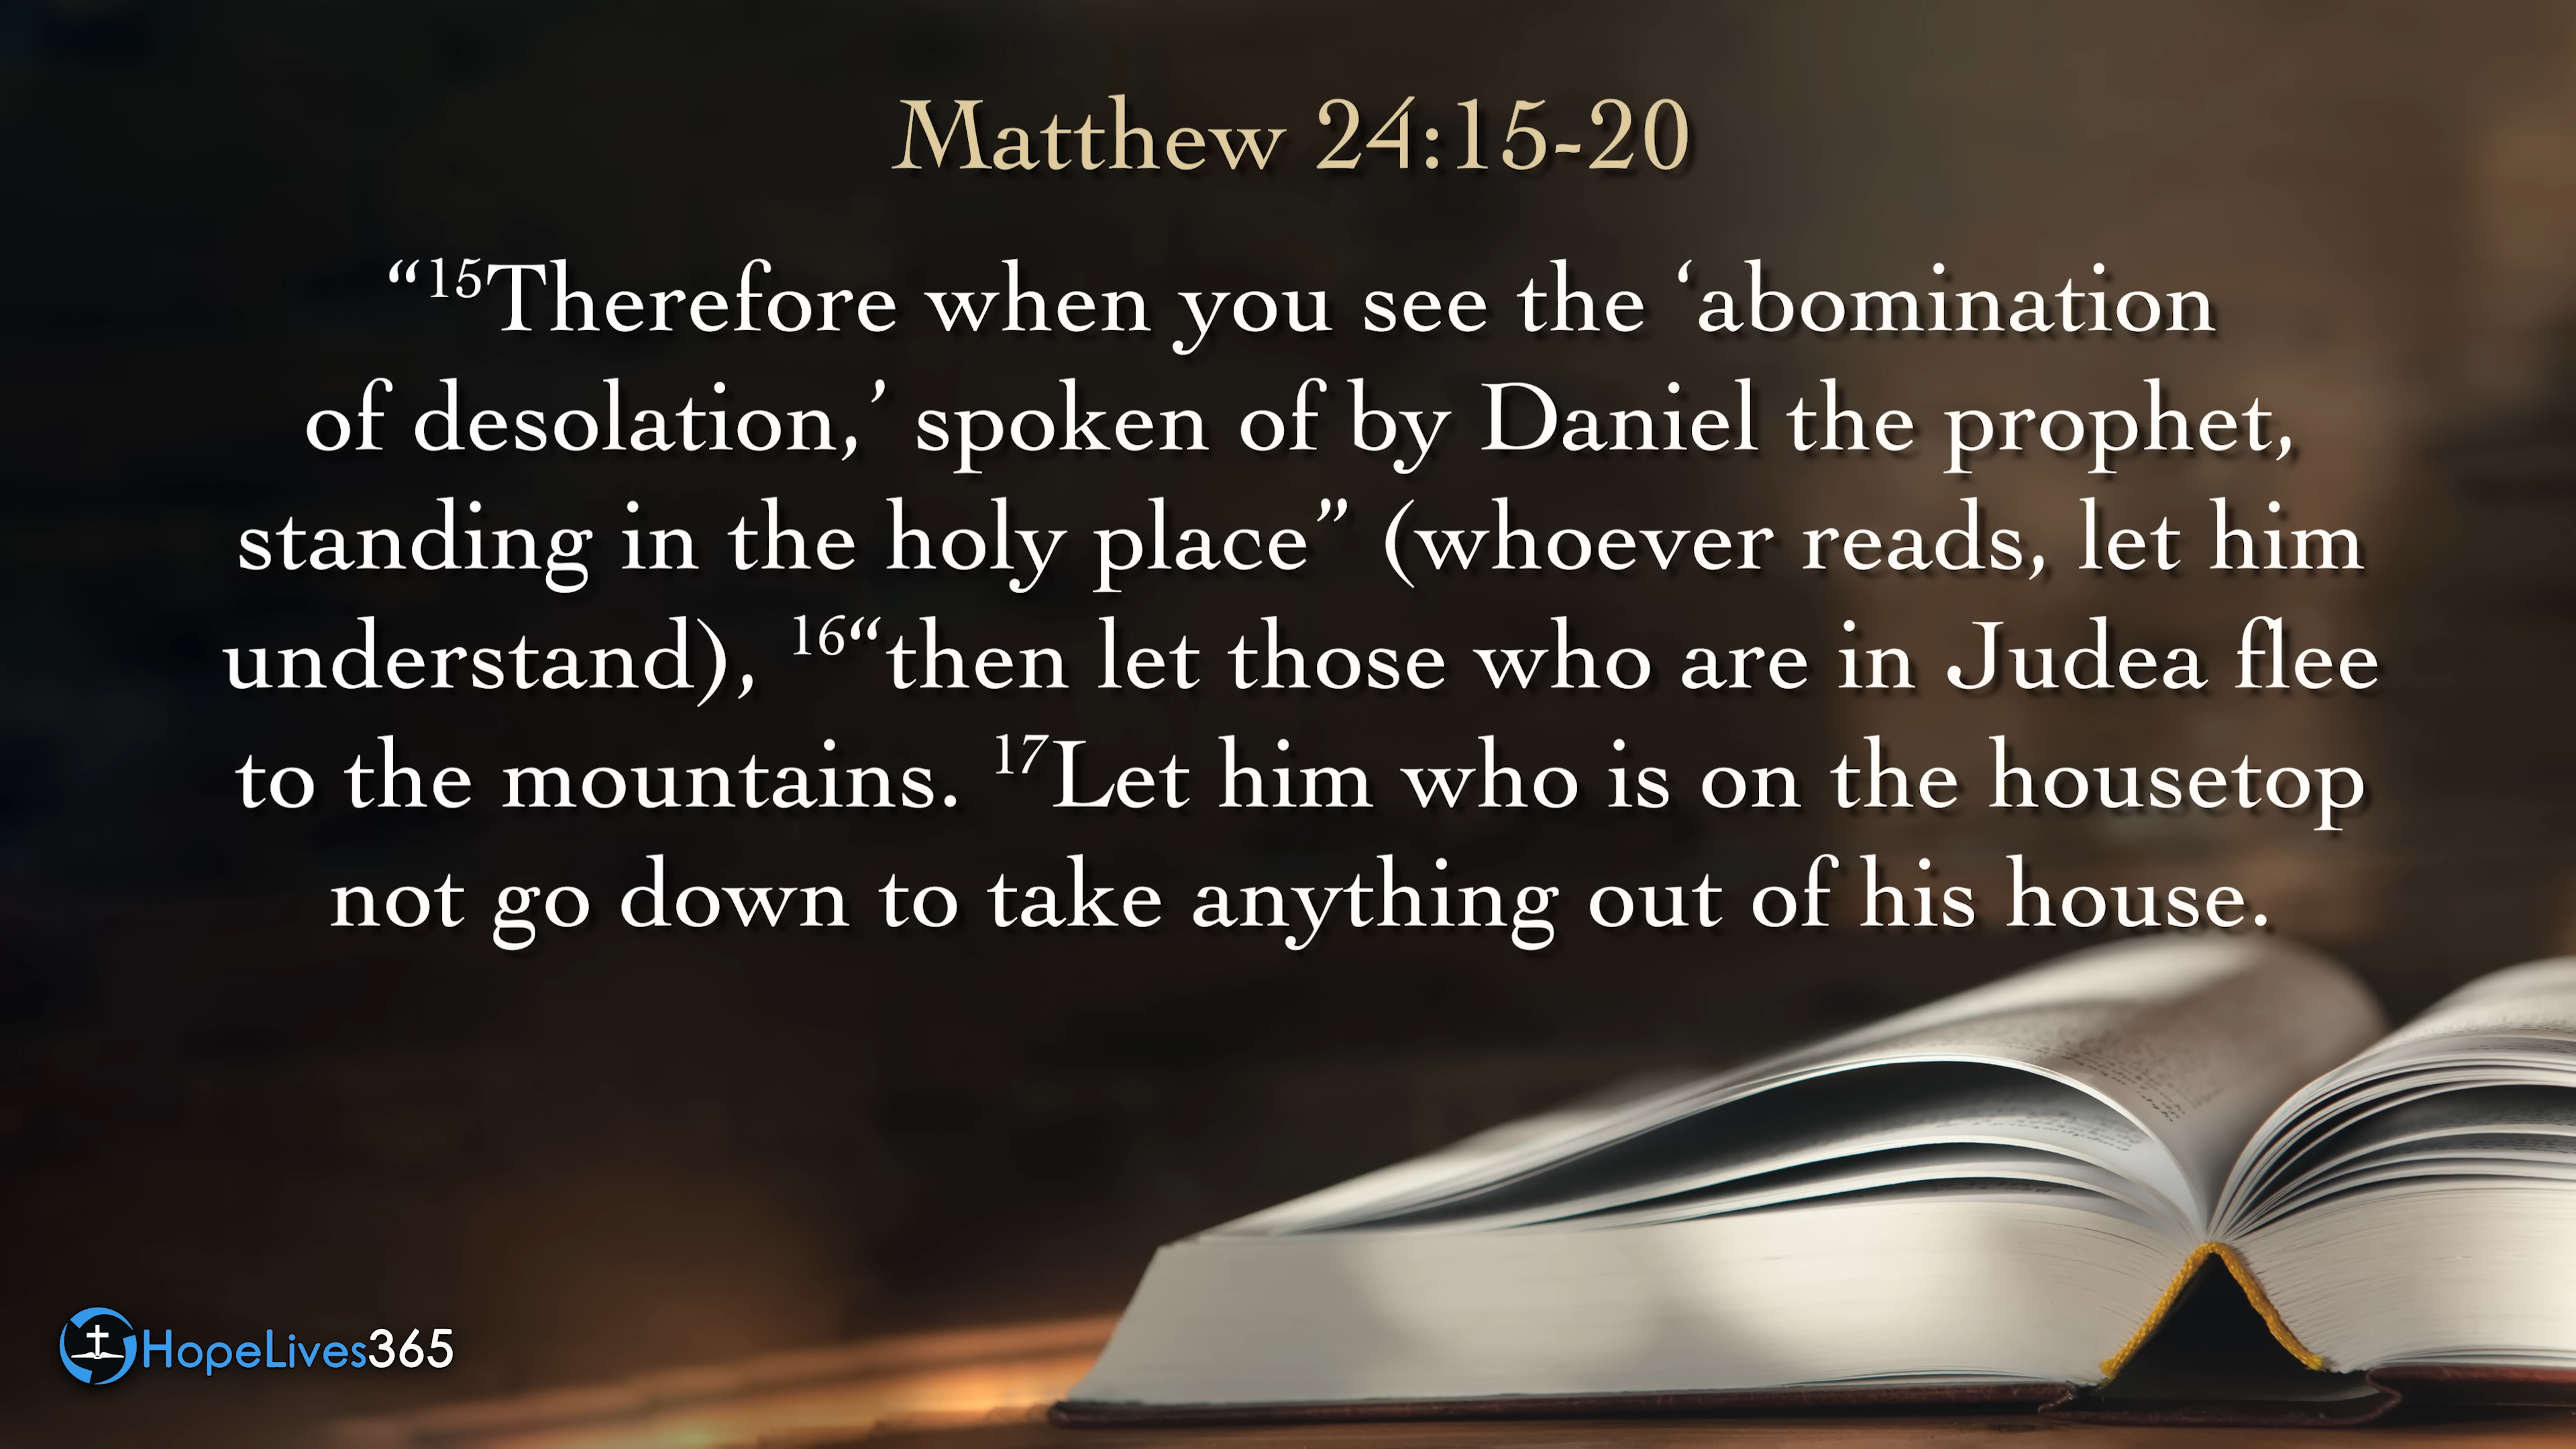 Matthew 24:15-20
“15Therefore when you see the ‘abomination
of desolation,’ spoken of by Daniel the prophet,
standing in the holy place” (whoever reads, let him
understand), 16“then let those who are in Judea flee
to the mountains. 17Let him who is on the housetop
not go down to take anything out of his house.
HopeLives365